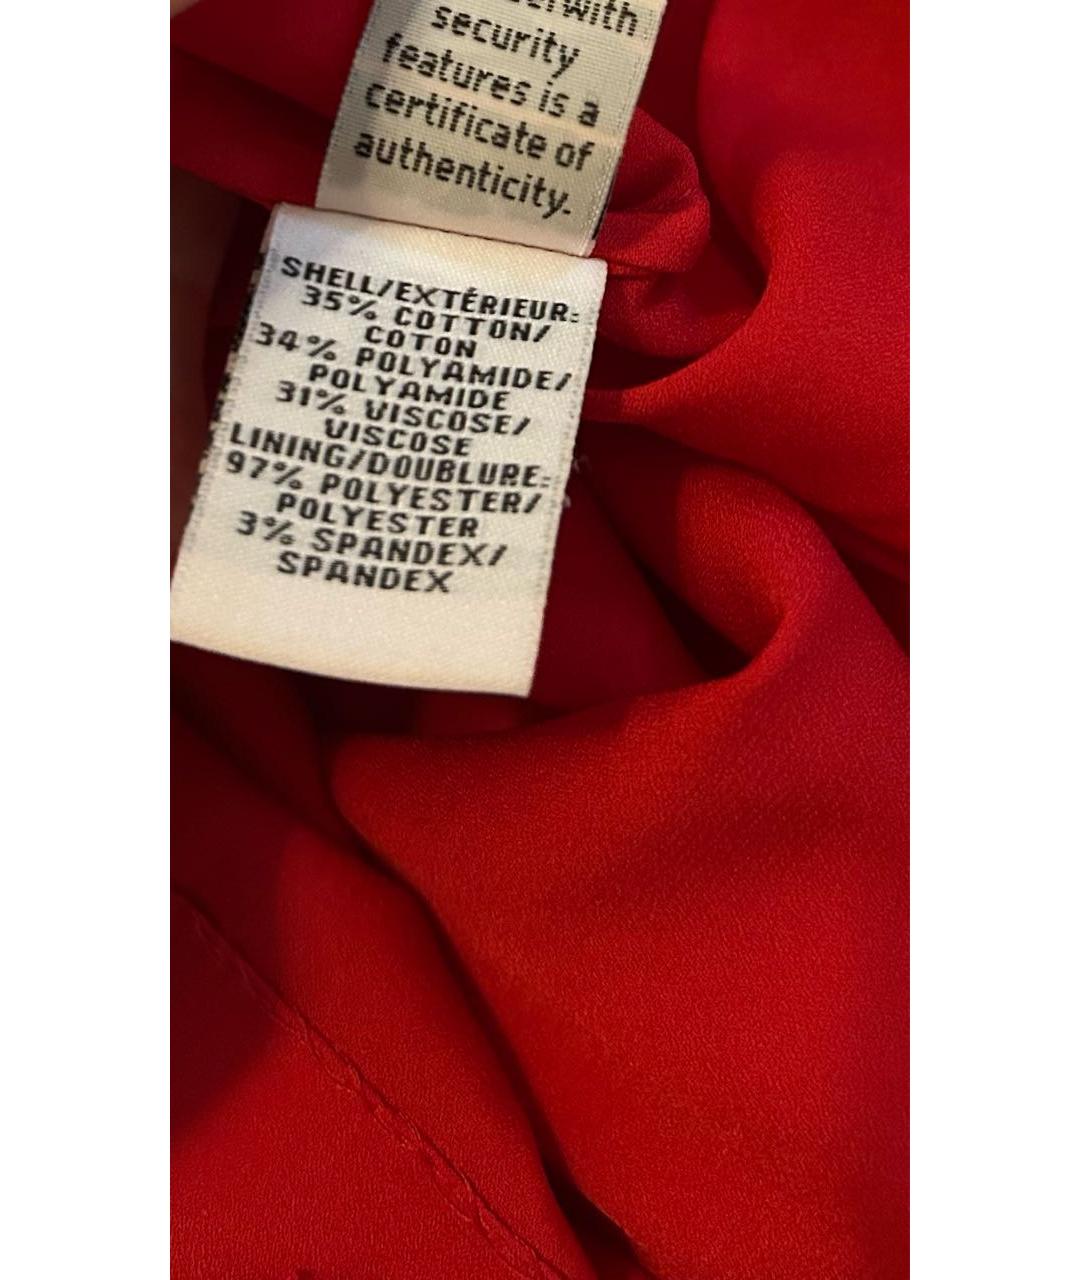 with
security
features is a
certificate of
authenticity.
SHELL/EXTÉRIEUR:
35% COTTON/
COTON
34% POLYAMIDE/
POLYAMIDE
31% VISCOSE/
VISCOSE
LINING/DOUBLURE:
97% POLYESTER/
POLYESTER
3% SPANDEX/
SPANDEX